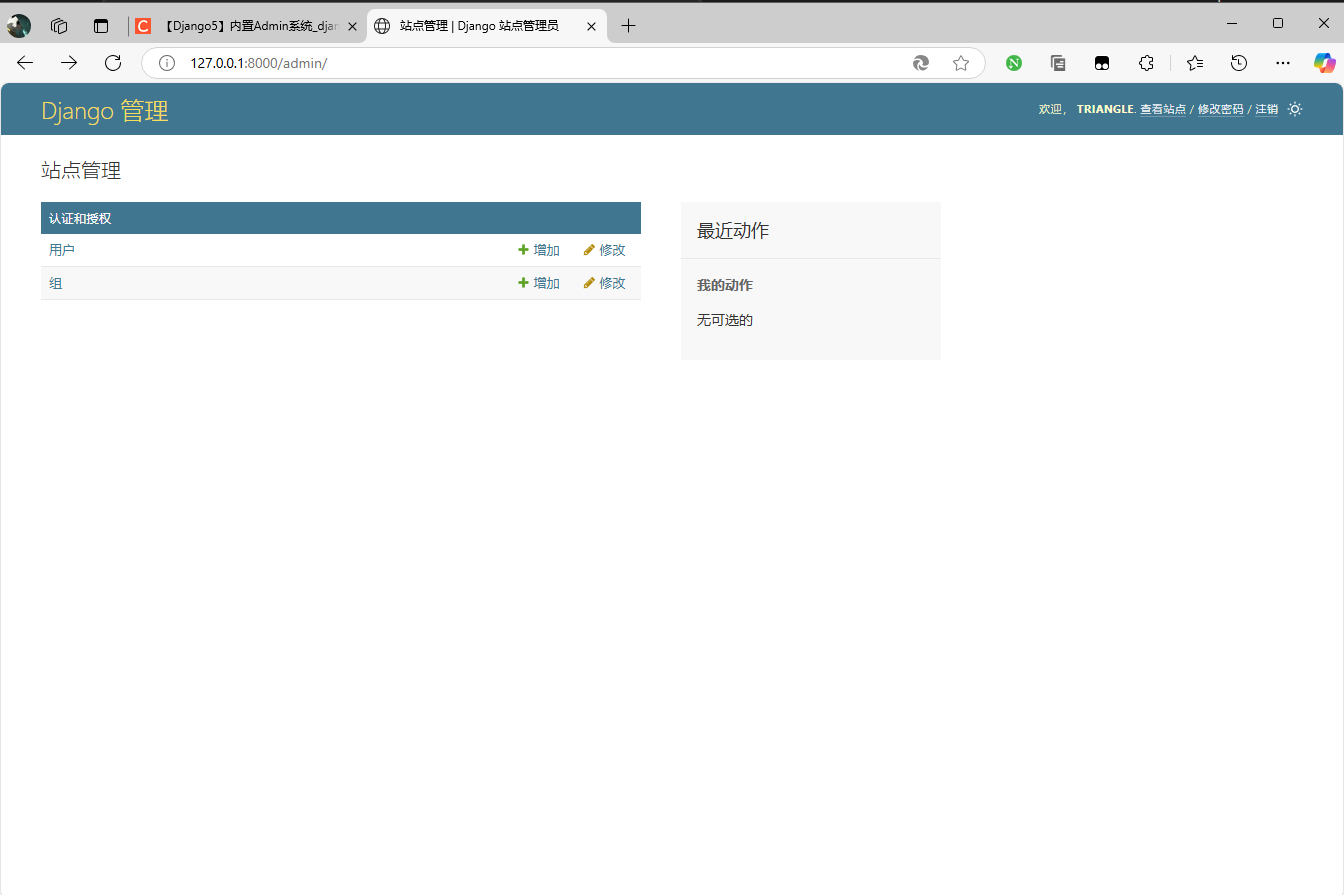 【Django5】内置Admin系统_djan
站点管理 | Django 站点管理员
127.0.0.1:8000/admin/
Django 管理
欢迎， TRIANGLE. 查看站点 / 修改密码 / 注销
站点管理
认证和授权
用户 增加 修改
组 增加 修改
最近动作
我的动作
无可选的